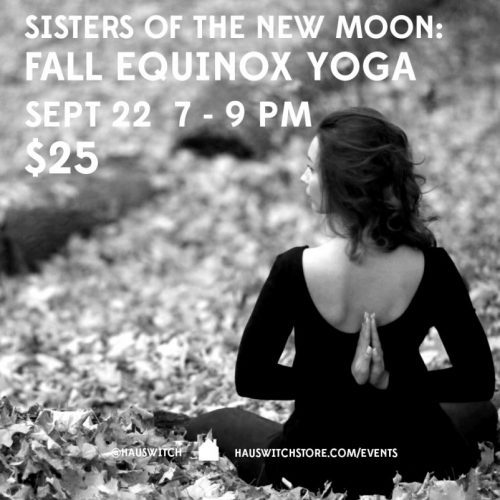 SISTERS OF THE NEW MOON:
FALL EQUINOX YOGA
SEPT 22 7 - 9 PM
$25
@HAUSWITCH HAUSWITCHSTORE.COM/EVENTS